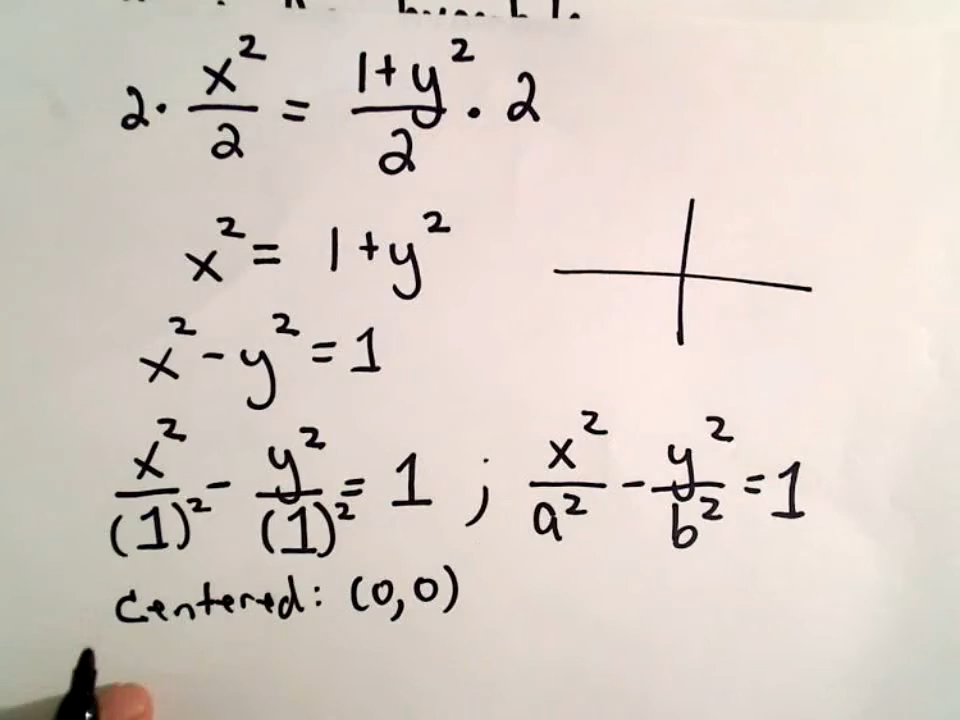 2 · x²/2 = (1+y²)/2 · 2
x² = 1+y²
x² - y² = 1
x²/(1)² - y²/(1)² = 1 ; x²/a² - y²/b² = 1
Centered: (0,0)